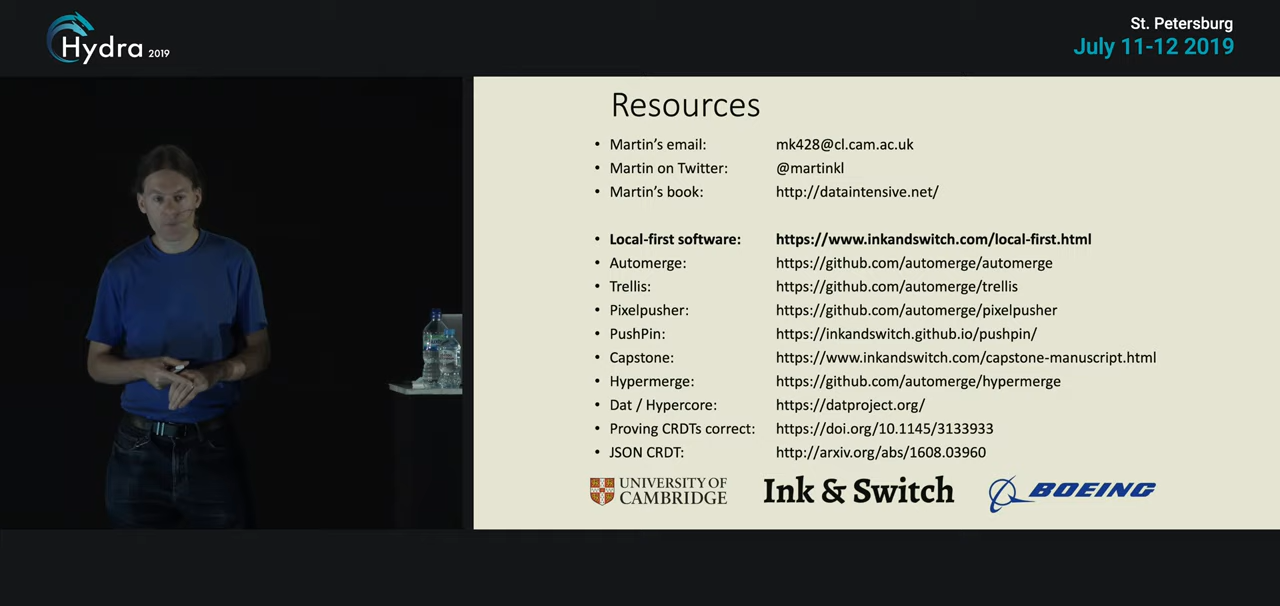 Hydra 2019
St. Petersburg
July 11-12 2019
Resources
• Martin's email: mk428@cl.cam.ac.uk
• Martin on Twitter: @martinkl
• Martin's book: http://dataintensive.net/
• Local-first software: https://www.inkandswitch.com/local-first.html
• Automerge: https://github.com/automerge/automerge
• Trellis: https://github.com/automerge/trellis
• Pixelpusher: https://github.com/automerge/pixelpusher
• PushPin: https://inkandswitch.github.io/pushpin/
• Capstone: https://www.inkandswitch.com/capstone-manuscript.html
• Hypermerge: https://github.com/automerge/hypermerge
• Dat / Hypercore: https://datproject.org/
• Proving CRDTs correct: https://doi.org/10.1145/3133933
• JSON CRDT: http://arxiv.org/abs/1608.03960
UNIVERSITY OF
CAMBRIDGE
Ink & Switch
BOEING